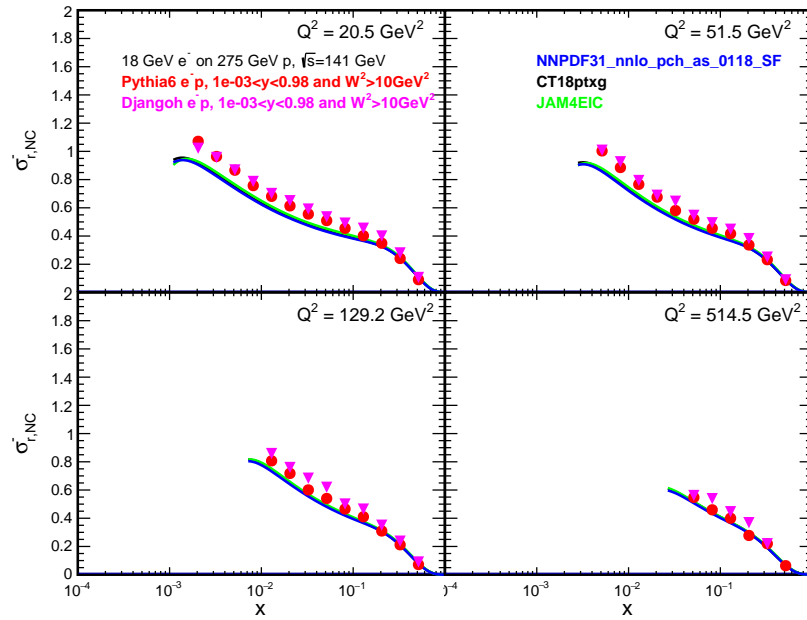 Q² = 20.5 GeV²
18 GeV e⁻ on 275 GeV p, √s=141 GeV
Pythia6 e⁻p, 1e-03<y<0.98 and W²>10GeV²
Djangoh e⁻p, 1e-03<y<0.98 and W²>10GeV²
2
1.8
1.6
1.4
1.2
1
0.8
0.6
0.4
0.2
0
σ⁻r,NC
Q² = 51.5 GeV²
NNPDF31_nnlo_pch_as_0118_SF
CT18ptxg
JAM4EIC
Q² = 129.2 GeV²
2
1.8
1.6
1.4
1.2
1
0.8
0.6
0.4
0.2
0
σ⁻r,NC
10⁻⁴
10⁻³
10⁻²
10⁻¹
x
Q² = 514.5 GeV²
10⁻⁴
10⁻³
10⁻²
10⁻¹
x